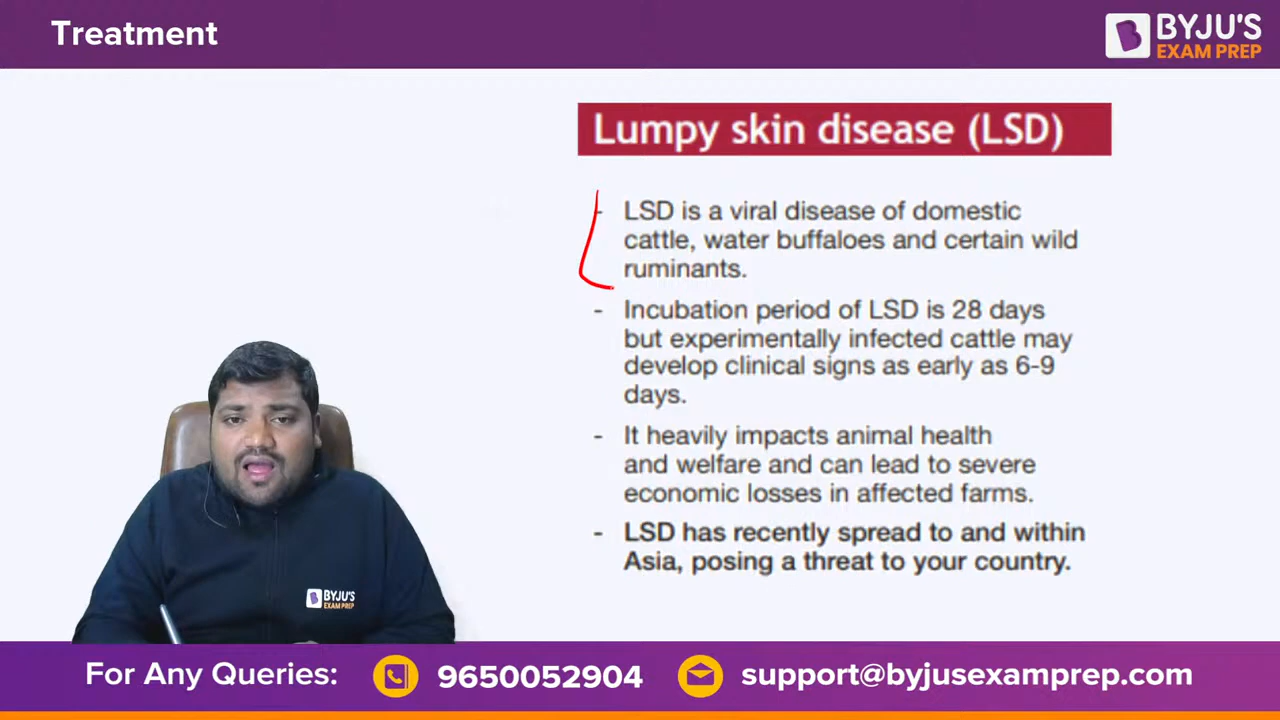 Treatment
BYJU'S
EXAM PREP
Lumpy skin disease (LSD)
- LSD is a viral disease of domestic
cattle, water buffaloes and certain wild
ruminants.
- Incubation period of LSD is 28 days
but experimentally infected cattle may
develop clinical signs as early as 6-9
days.
- It heavily impacts animal health
and welfare and can lead to severe
economic losses in affected farms.
- LSD has recently spread to and within
Asia, posing a threat to your country.
BYJU'S
EXAM PREP
For Any Queries: 9650052904 support@byjusexamprep.com